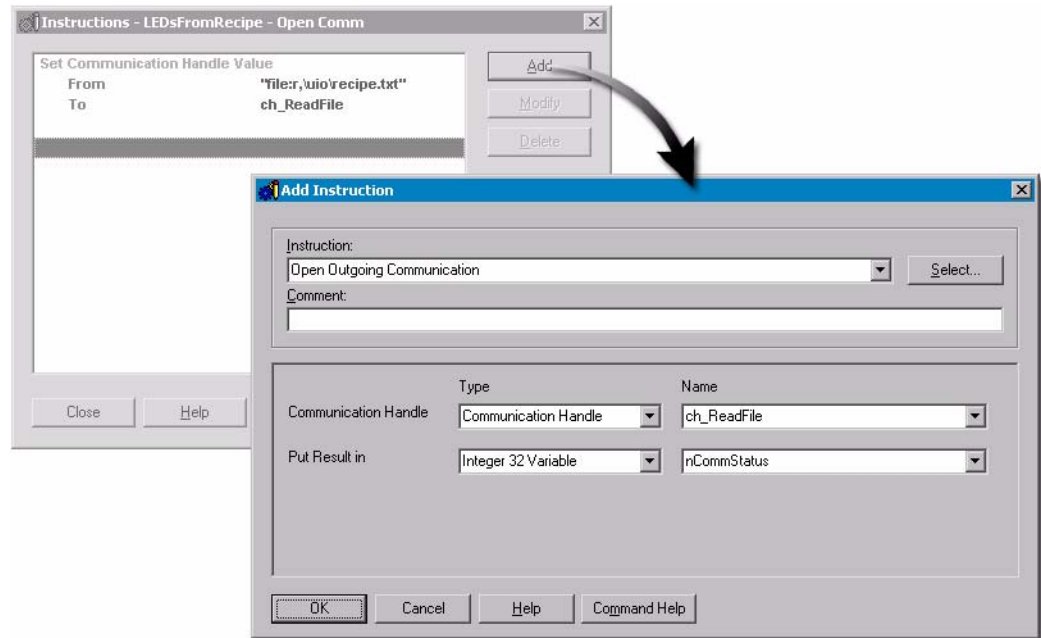 Instructions - LEDsFromRecipe - Open Comm
Set Communication Handle Value
From "file:r,\uio\recipe.txt"
To ch_ReadFile
Add
Modify
Delete
Close Help
Add Instruction
Instruction:
Open Outgoing Communication Select...
Comment:
Type Name
Communication Handle Communication Handle ch_ReadFile
Put Result in Integer 32 Variable nCommStatus
OK Cancel Help Command Help